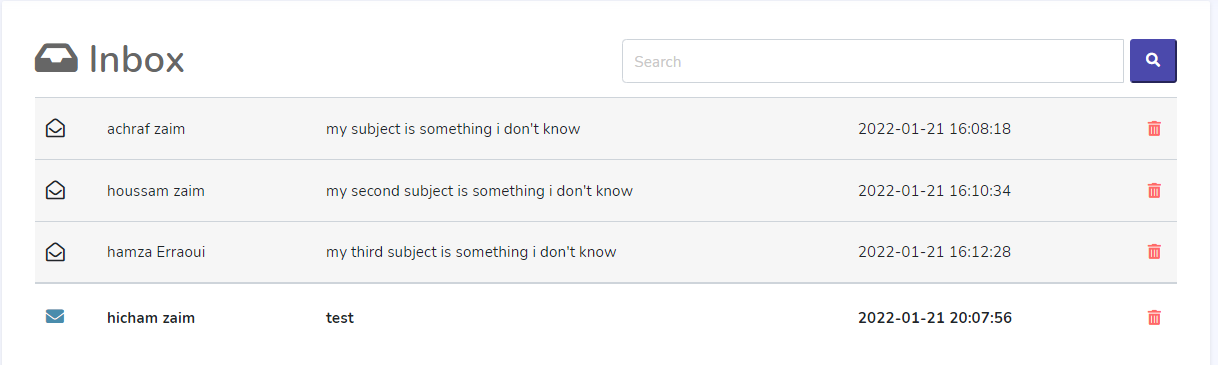 Inbox
Search
achraf zaim my subject is something i don't know 2022-01-21 16:08:18
houssam zaim my second subject is something i don't know 2022-01-21 16:10:34
hamza Erraoui my third subject is something i don't know 2022-01-21 16:12:28
hicham zaim test 2022-01-21 20:07:56